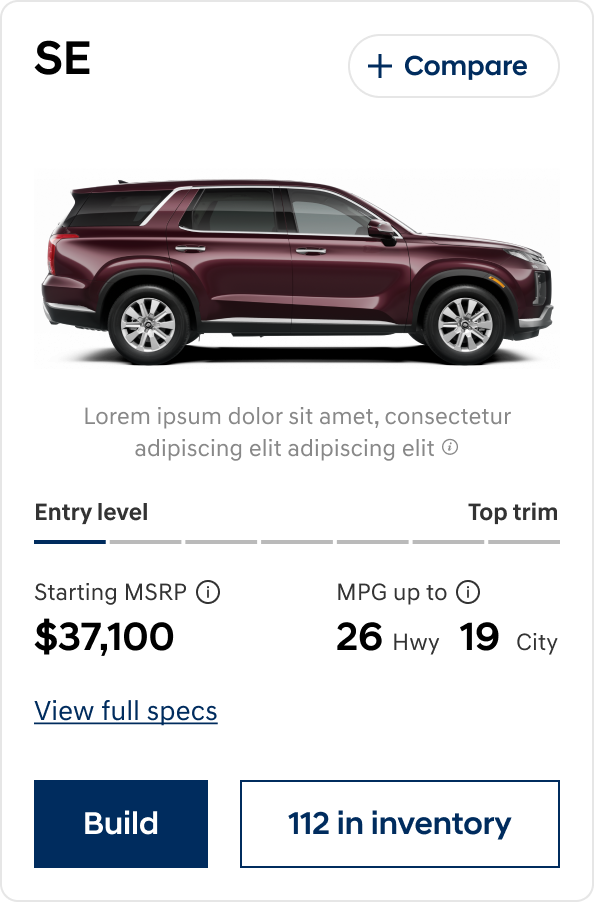 SE
Compare
Lorem ipsum dolor sit amet, consectetur
adipiscing elit adipiscing elit
Entry level
Top trim
Starting MSRP
MPG up to
$37,100
26 Hwy 19 City
View full specs
Build
112 in inventory